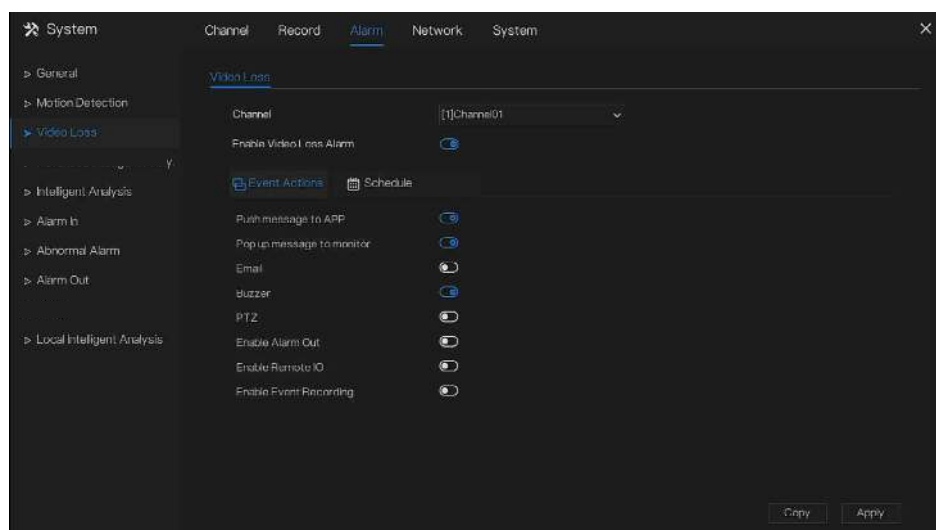 System
Channel Record Alarm Network System
General
Motion Detection
Video Loss
Intelligent Analysis
Alarm In
Abnormal Alarm
Alarm Out
Local Intelligent Analysis
Video Loss
Channel [1]Channel01
Enable Video Loss Alarm
Event Actions Schedule
Push message to APP
Pop up message to monitor
Email
Buzzer
PTZ
Enable Alarm Out
Enable Remote IO
Enable Event Recording
Copy Apply